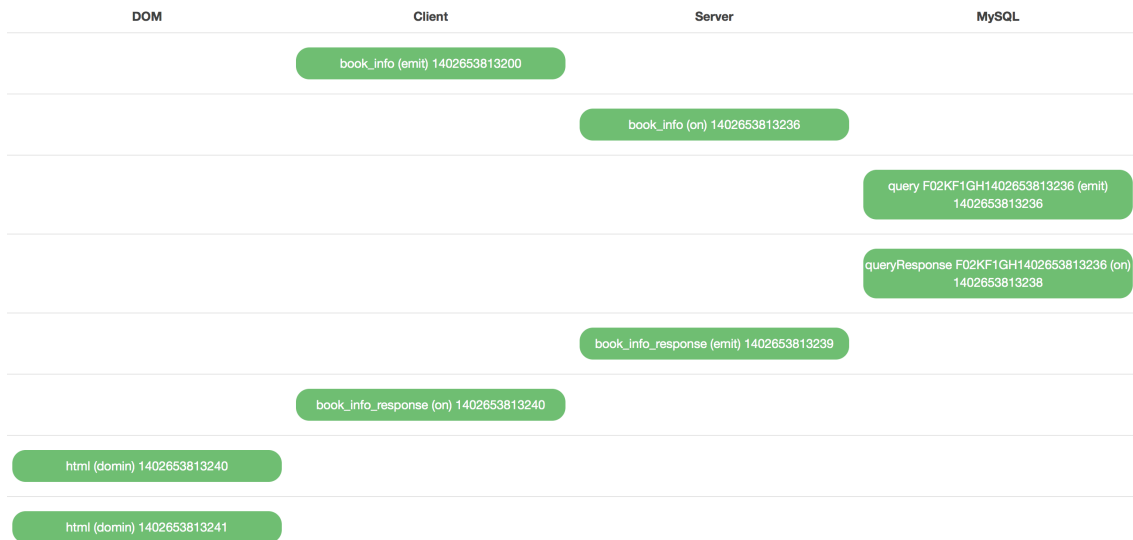 DOM Client Server MySQL
book_info (emit) 1402653813200
book_info (on) 1402653813236
query F02KF1GH1402653813236 (emit)
1402653813236
queryResponse F02KF1GH1402653813236 (on)
1402653813238
book_info_response (emit) 1402653813239
book_info_response (on) 1402653813240
html (domin) 1402653813240
html (domin) 1402653813241